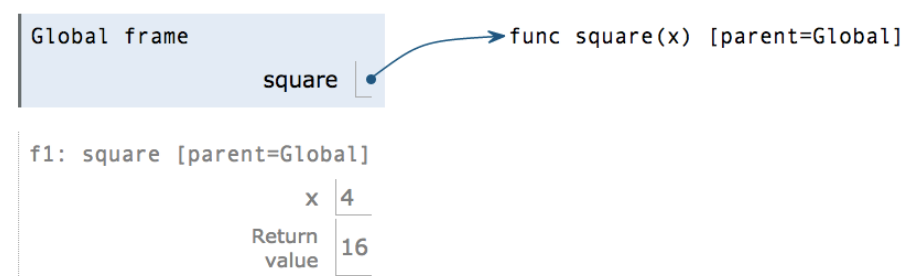 Global frame
func square(x) [parent=Global]
square
f1: square [parent=Global]
x 4
Return
value 16